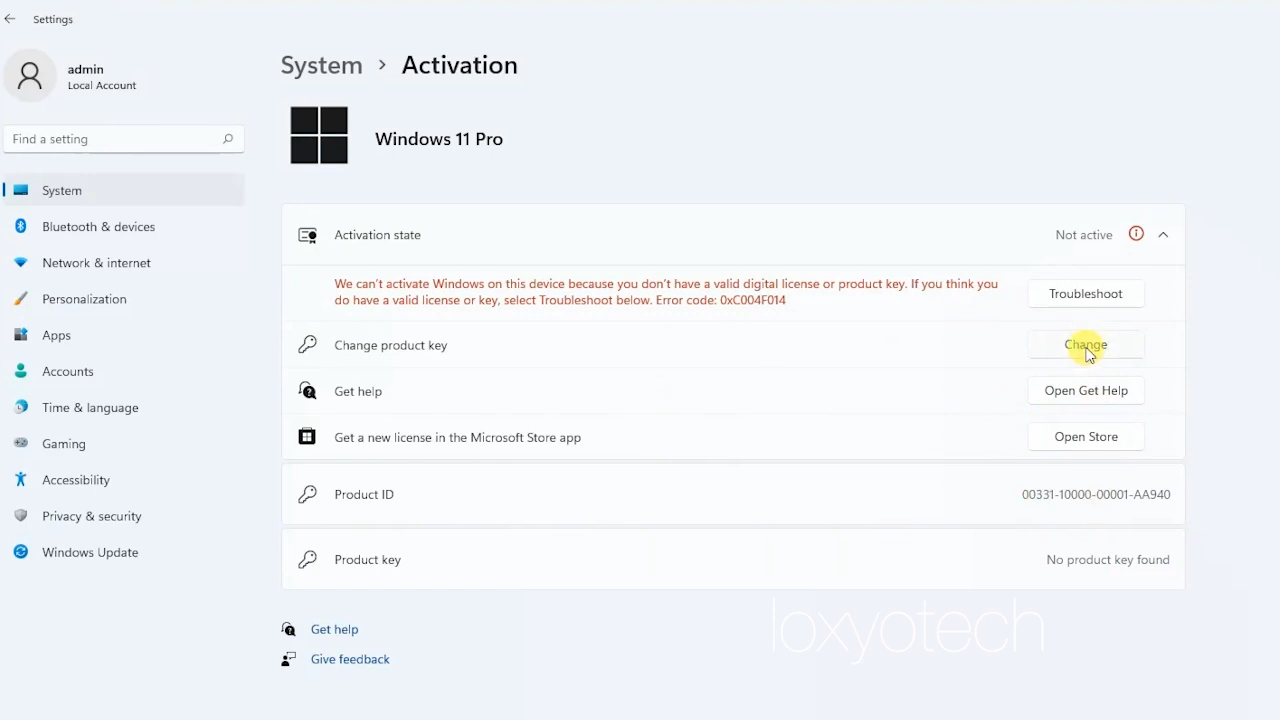 Settings
admin
Local Account
Find a setting
System
Bluetooth & devices
Network & internet
Personalization
Apps
Accounts
Time & language
Gaming
Accessibility
Privacy & security
Windows Update
System > Activation
Windows 11 Pro
Activation state Not active
We can't activate Windows on this device because you don't have a valid digital license or product key. If you think you
do have a valid license or key, select Troubleshoot below. Error code: 0xC004F014
Troubleshoot
Change product key Change
Get help Open Get Help
Get a new license in the Microsoft Store app Open Store
Product ID 00331-10000-00001-AA940
Product key No product key found
Get help
Give feedback
loxyotech